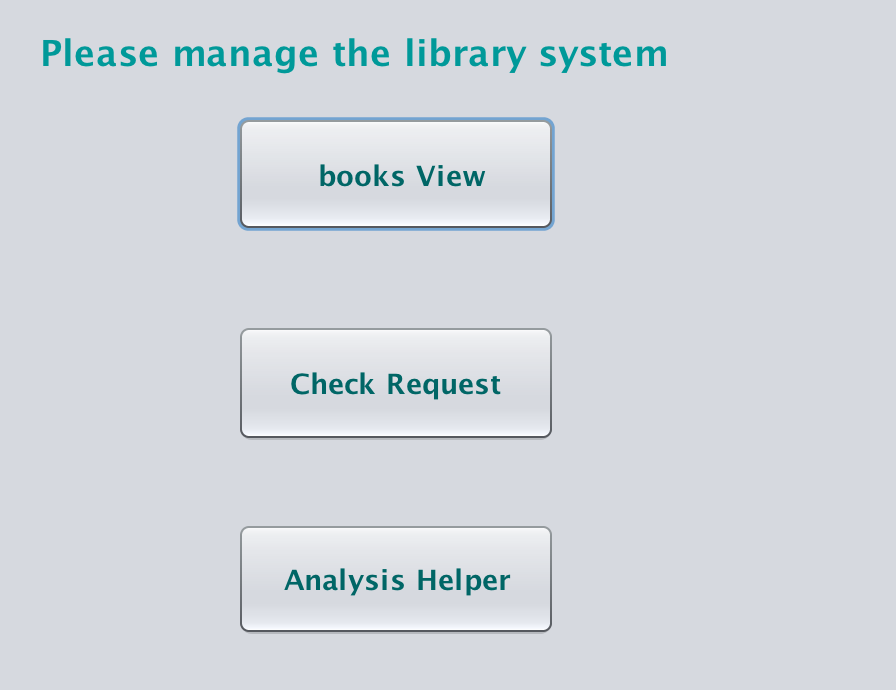 Please manage the library system
books View
Check Request
Analysis Helper